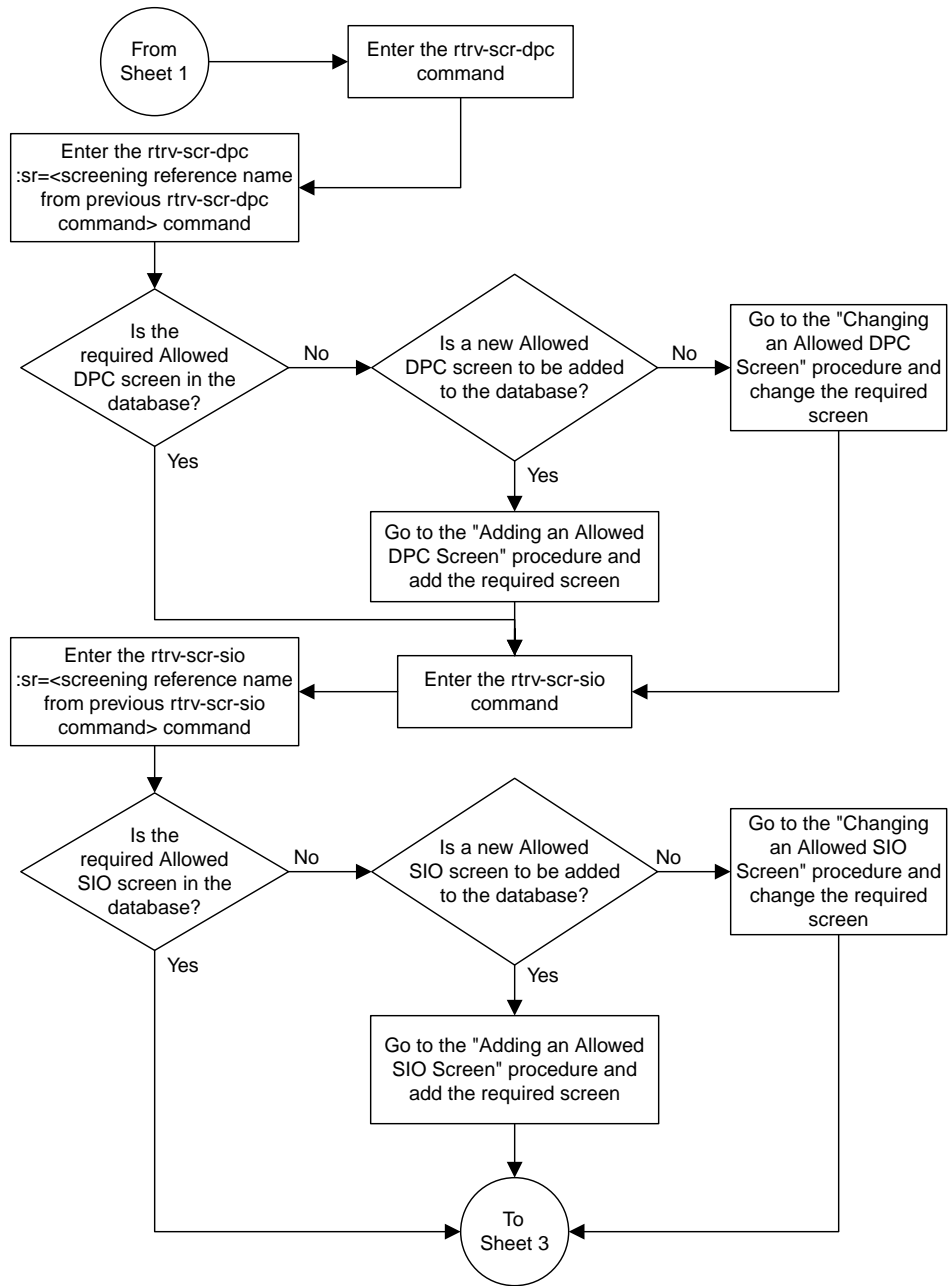 From
Sheet 1
Enter the rtrv-scr-dpc
command
Enter the rtrv-scr-dpc
:sr=<screening reference name
from previous rtrv-scr-dpc
command> command
Is the
required Allowed
DPC screen in the
database?
No
Is a new Allowed
DPC screen to be added
to the database?
No
Go to the "Changing
an Allowed DPC
Screen" procedure and
change the required
screen
Yes
Yes
Go to the "Adding an Allowed
DPC Screen" procedure and
add the required screen
Enter the rtrv-scr-sio
command
Enter the rtrv-scr-sio
:sr=<screening reference name
from previous rtrv-scr-sio
command> command
Is the
required Allowed
SIO screen in the
database?
No
Is a new Allowed
SIO screen to be added
to the database?
No
Go to the "Changing
an Allowed SIO
Screen" procedure and
change the required
screen
Yes
Yes
Go to the "Adding an Allowed
SIO Screen" procedure and
add the required screen
To
Sheet 3